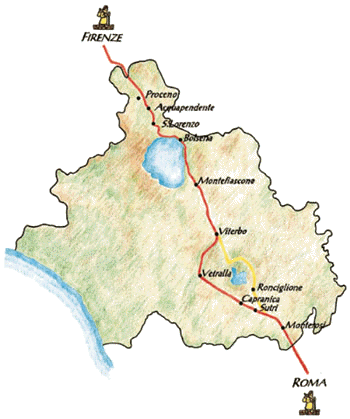 FIRENZE
Proceno
Acquapendente
S.Lorenzo
Bolsena
Montefiascone
Viterbo
Vetralla
Ronciglione
Capranica
Sutri
Monterosi
ROMA